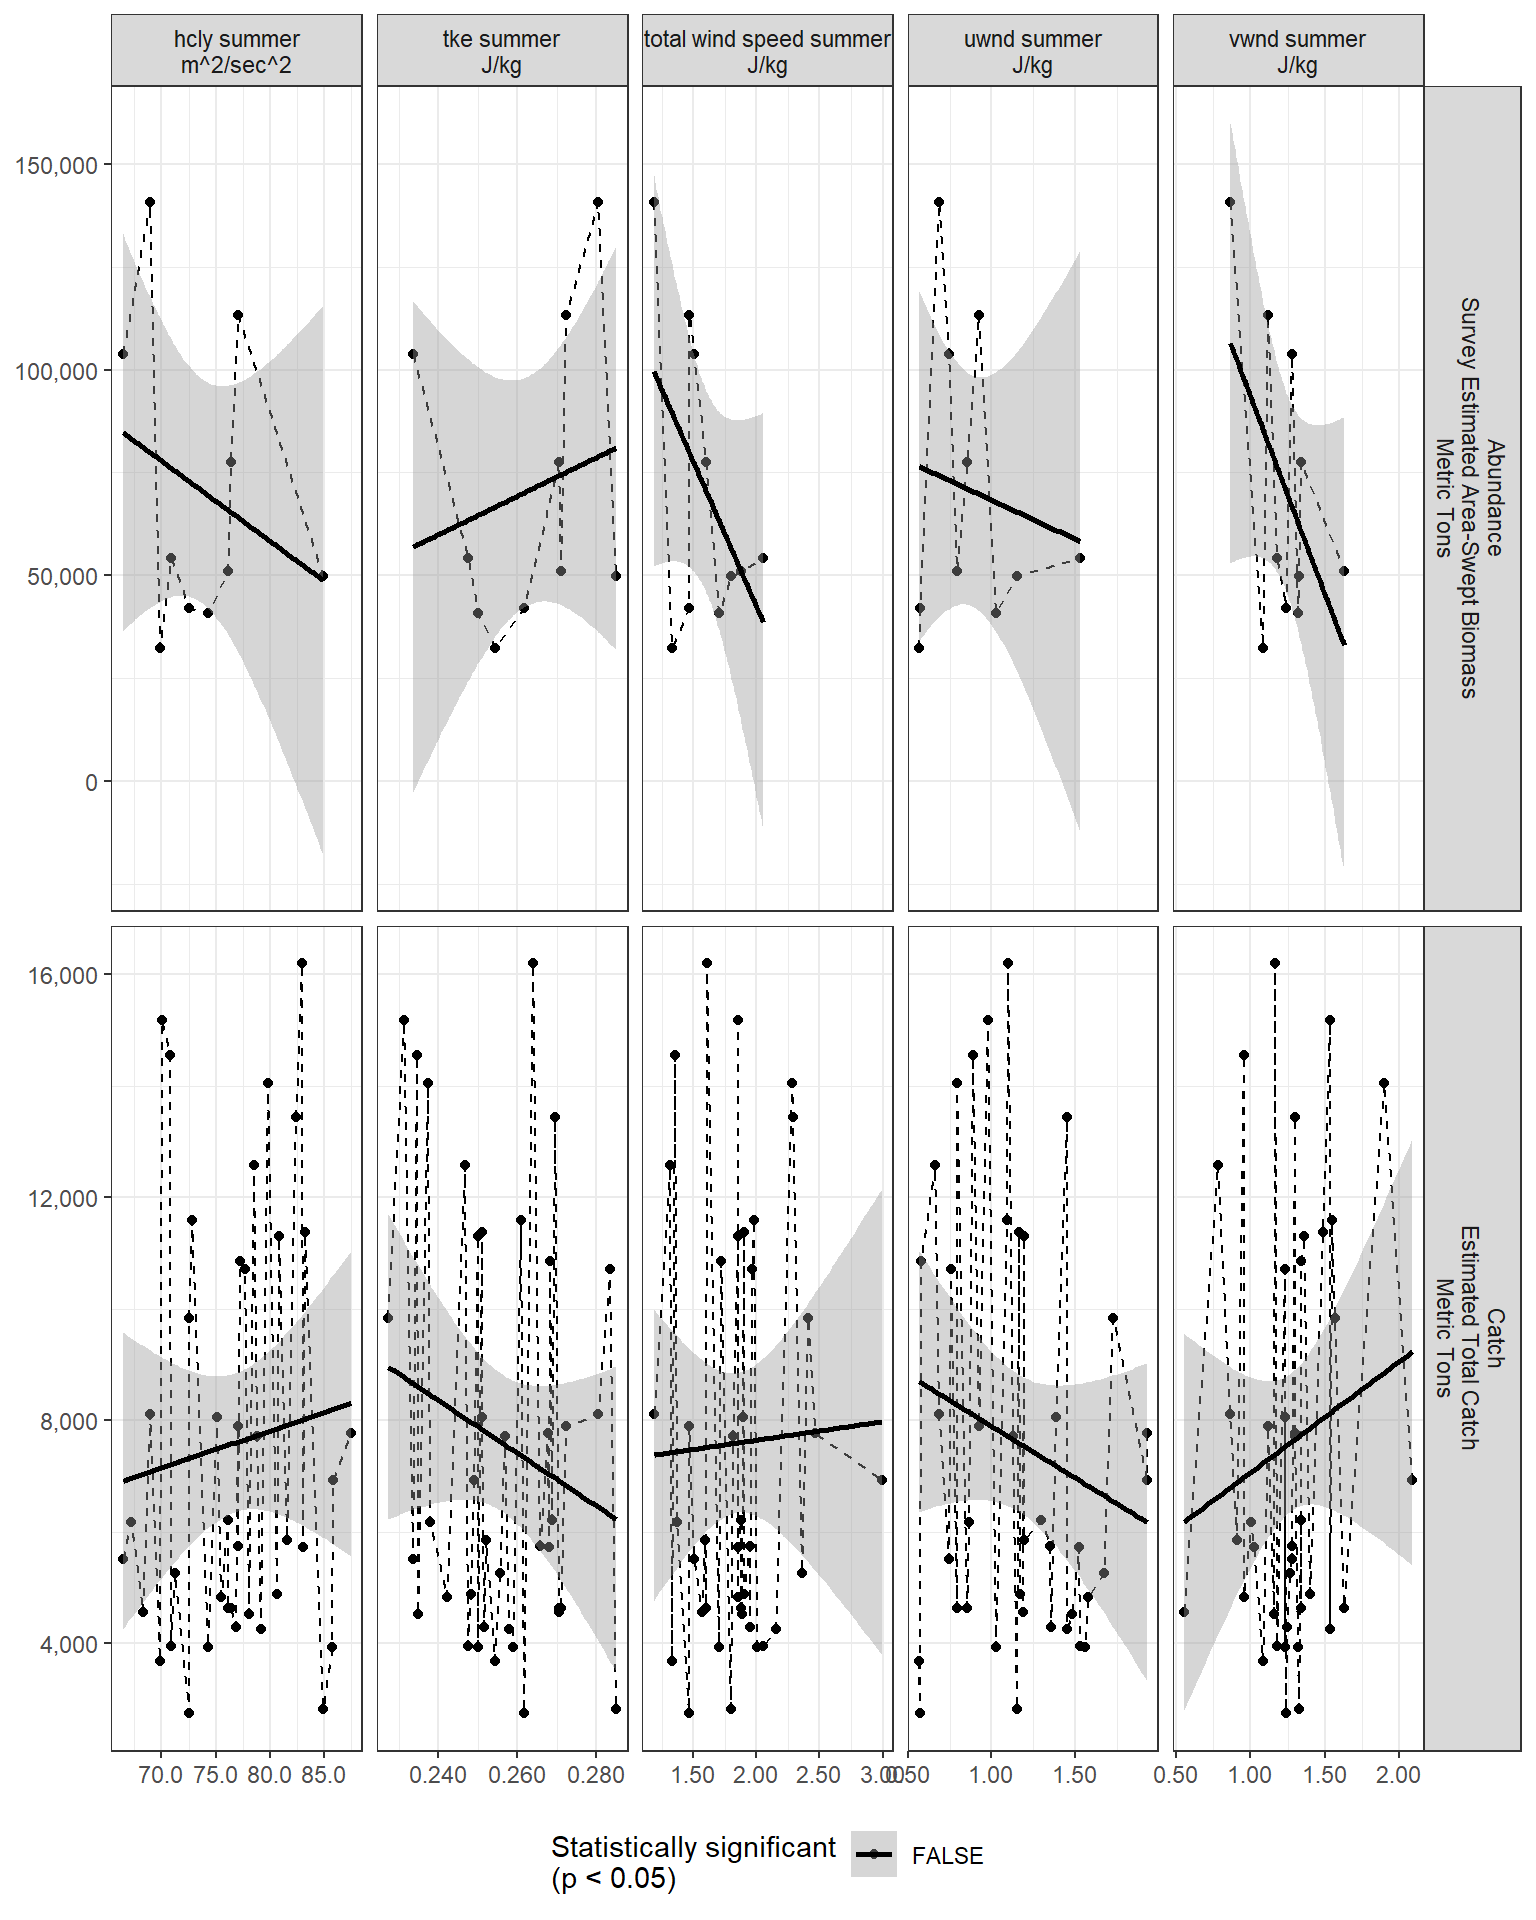 hcly summer
m^2/sec^2
tke summer
J/kg
total wind speed summer
J/kg
uwnd summer
J/kg
vwnd summer
J/kg
150,000
100,000
50,000
0
Abundance
Survey Estimated Area-Swept Biomass
Metric Tons
16,000
12,000
8,000
4,000
Catch
Estimated Total Catch
Metric Tons
70.0 75.0 80.0 85.0
0.240 0.260 0.280
1.50 2.00 2.50 3.00
0.50 1.00 1.50
0.50 1.00 1.50 2.00
Statistically significant
(p < 0.05)
FALSE